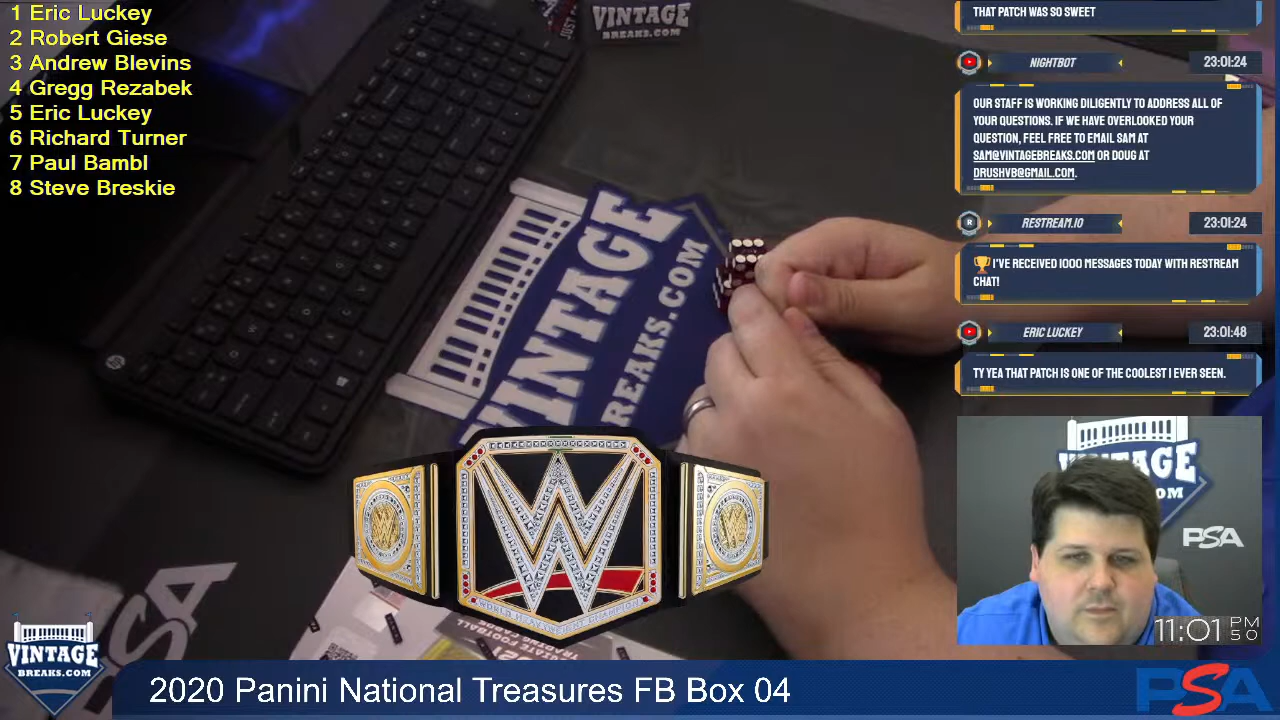 1 Eric Luckey
2 Robert Giese
3 Andrew Blevins
4 Gregg Rezabek
5 Eric Luckey
6 Richard Turner
7 Paul Bambl
8 Steve Breskie
VINTAGE
BREAKS.COM
VINTAGE
BREAKS.COM
THAT PATCH WAS SO SWEET
NIGHTBOT
23:01:24
OUR STAFF IS WORKING DILIGENTLY TO ADDRESS ALL OF
YOUR QUESTIONS. IF WE HAVE OVERLOOKED YOUR
QUESTION, FEEL FREE TO EMAIL SAM AT
SAM@VINTAGEBREAKS.COM OR DOUG AT
DRUSHVB@GMAIL.COM.
RESTREAM.IO
23:01:24
I'VE RECEIVED 1000 MESSAGES TODAY WITH RESTREAM
CHAT!
ERIC LUCKEY
23:01:48
TY YEA THAT PATCH IS ONE OF THE COOLEST I EVER SEEN.
PSA
11:01 PM
50
W
WORLD HEAVYWEIGHT CHAMPION
PSA
VINTAGE
BREAKS.COM
2020 Panini National Treasures FB Box 04
PSA